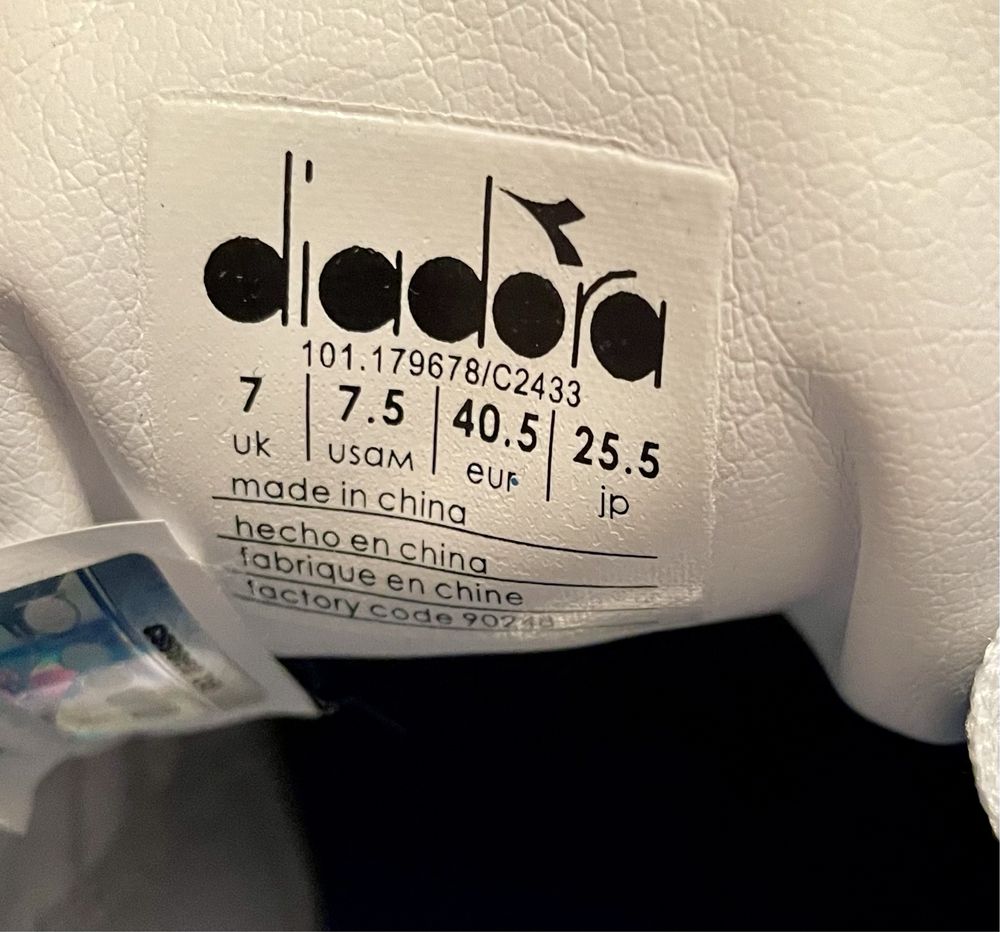 diadora
101.179678/C2433
7 7.5 40.5 25.5
uk usaM eur jp
made in china
hecho en china
fabrique en chine
factory code